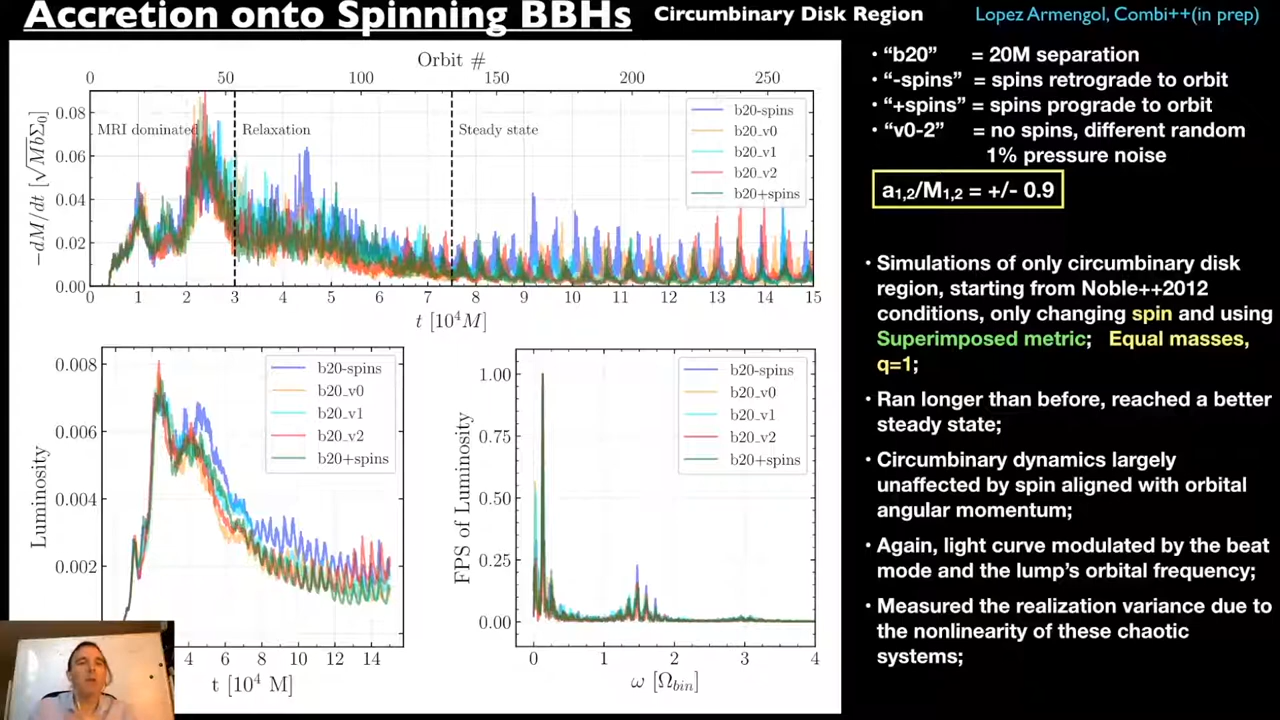 Accretion onto Spinning BBHs Circumbinary Disk Region Lopez Armengol, Combi++(in prep)
Orbit #
0 50 100 150 200 250
−dM/dt [√MbΣ₀]
0.08
0.06
0.04
0.02
0.00
MRI dominated Relaxation Steady state
b20-spins
b20_v0
b20_v1
b20_v2
b20+spins
0 1 2 3 4 5 6 7 8 9 10 11 12 13 14 15
t [10⁴M]
Luminosity
0.008
0.006
0.004
0.002
b20-spins
b20_v0
b20_v1
b20_v2
b20+spins
4 6 8 10 12 14
t [10⁴ M]
FPS of Luminosity
1.00
0.75
0.50
0.25
0.00
b20-spins
b20_v0
b20_v1
b20_v2
b20+spins
0 1 2 3 4
ω [Ω_bin]
• “b20” = 20M separation
• “-spins” = spins retrograde to orbit
• “+spins” = spins prograde to orbit
• “v0-2” = no spins, different random
1% pressure noise
a₁,₂/M₁,₂ = +/- 0.9
• Simulations of only circumbinary disk
region, starting from Noble++2012
conditions, only changing spin and using
Superimposed metric; Equal masses,
q=1;
• Ran longer than before, reached a better
steady state;
• Circumbinary dynamics largely
unaffected by spin aligned with orbital
angular momentum;
• Again, light curve modulated by the beat
mode and the lump’s orbital frequency;
• Measured the realization variance due to
the nonlinearity of these chaotic
systems;